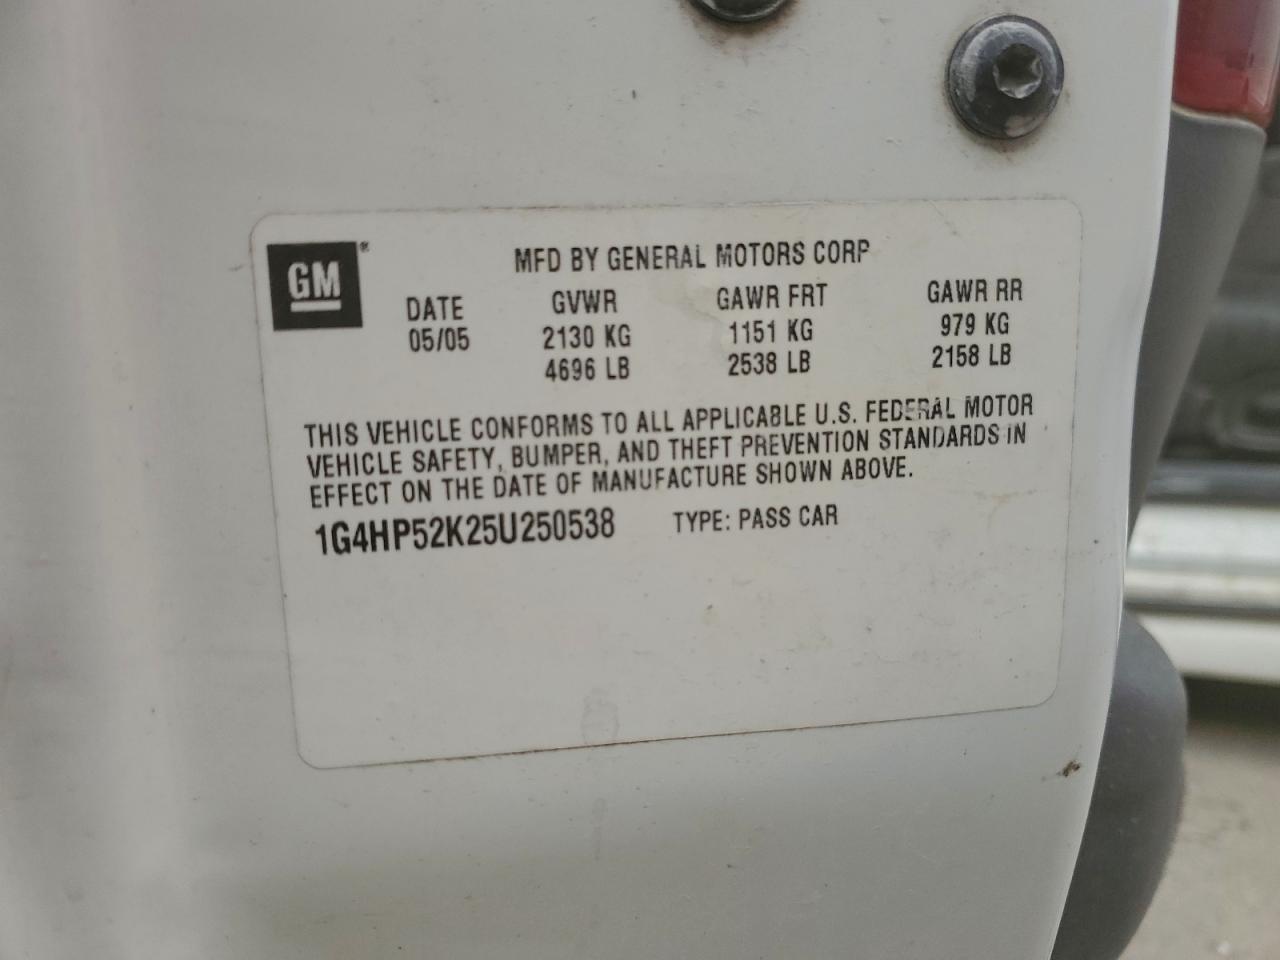 GM®
MFD BY GENERAL MOTORS CORP
DATE GVWR GAWR FRT GAWR RR
05/05 2130 KG 1151 KG 979 KG
4696 LB 2538 LB 2158 LB
THIS VEHICLE CONFORMS TO ALL APPLICABLE U.S. FEDERAL MOTOR
VEHICLE SAFETY, BUMPER, AND THEFT PREVENTION STANDARDS IN
EFFECT ON THE DATE OF MANUFACTURE SHOWN ABOVE.
1G4HP52K25U250538 TYPE: PASS CAR